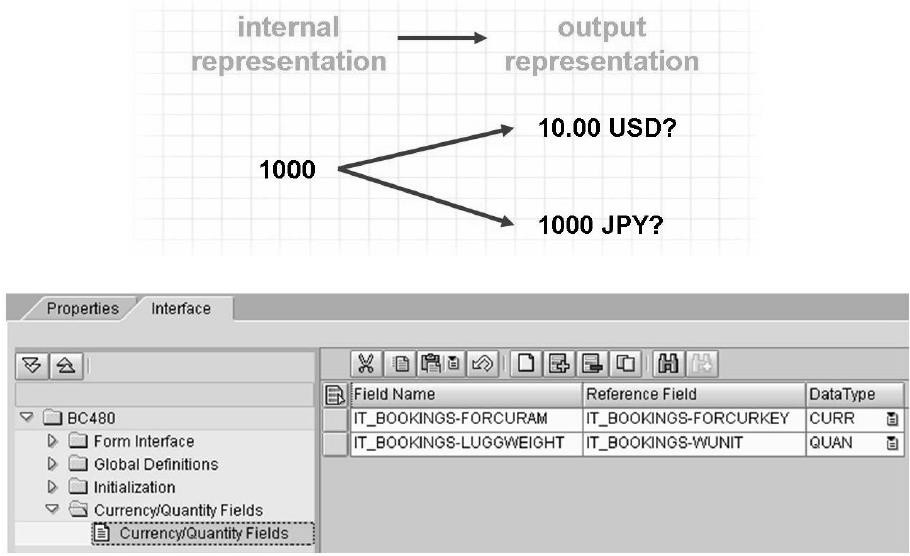 internal output
representation representation
10.00 USD?
1000
1000 JPY?
Properties Interface
Field Name Reference Field DataType
BC480 IT_BOOKINGS-FORCURAM IT_BOOKINGS-FORCURKEY CURR
Form Interface IT_BOOKINGS-LUGGWEIGHT IT_BOOKINGS-WUNIT QUAN
Global Definitions
Initialization
Currency/Quantity Fields
Currency/Quantity Fields